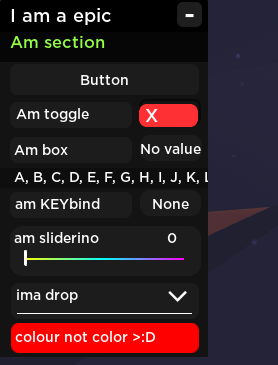 I am a epic -
Am section
Button
Am toggle X
Am box No value
A, B, C, D, E, F, G, H, I, J, K, L
am KEYbind None
am sliderino 0
ima drop
colour not color >:D